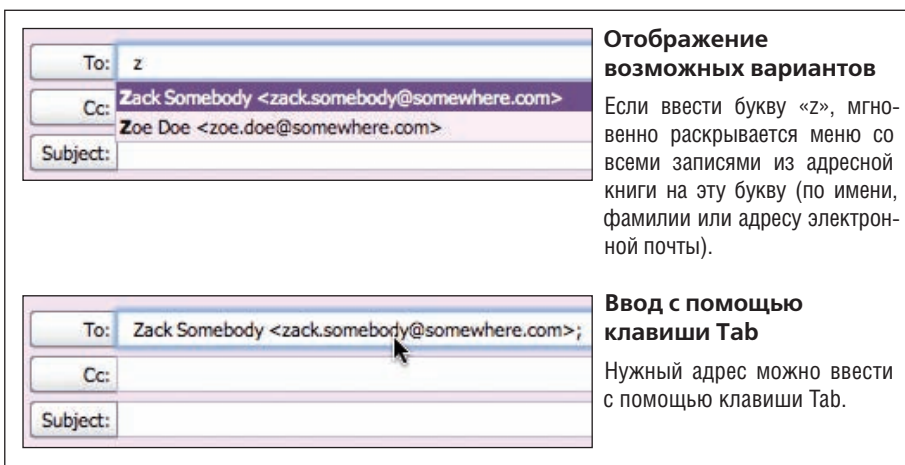 To: z
Zack Somebody <zack.somebody@somewhere.com>
Cc:
Zoe Doe <zoe.doe@somewhere.com>
Subject:
Отображение
возможных вариантов
Если ввести букву «z», мгно-
венно раскрывается меню со
всеми записями из адресной
книги на эту букву (по имени,
фамилии или адресу электрон-
ной почты).
To: Zack Somebody <zack.somebody@somewhere.com>;
Cc:
Subject:
Ввод с помощью
клавиши Tab
Нужный адрес можно ввести
с помощью клавиши Tab.